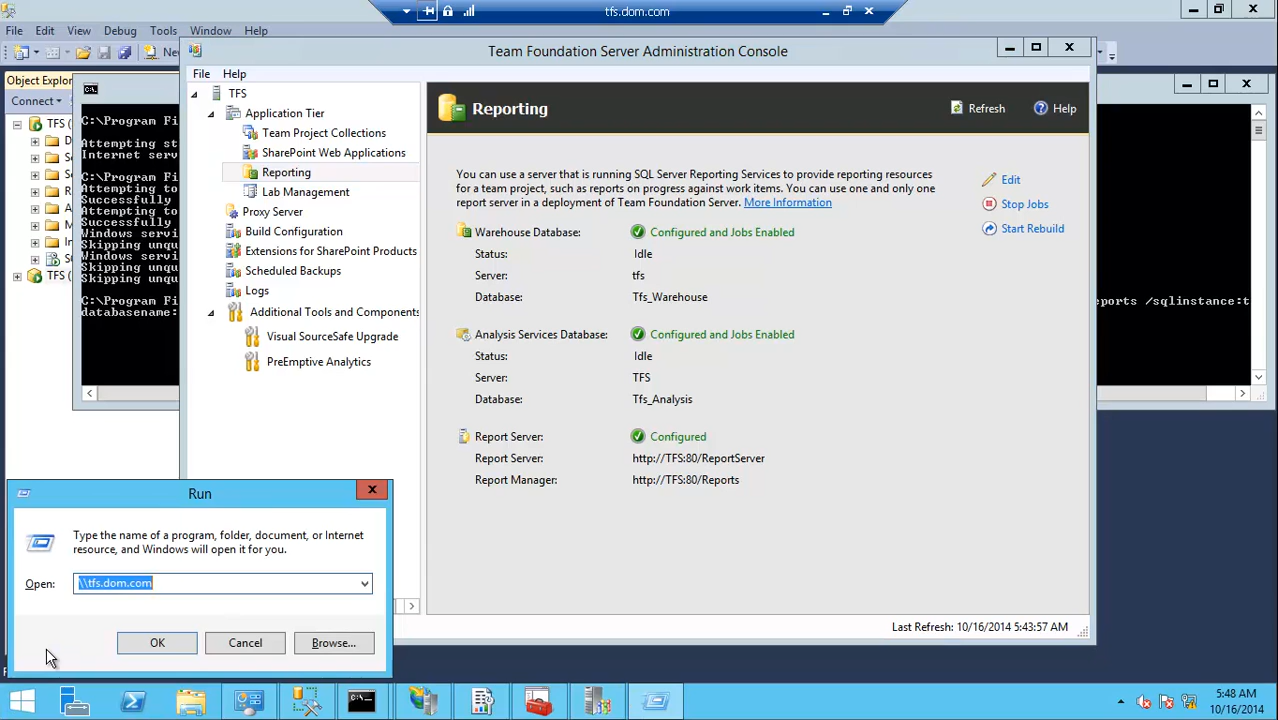 tfs.dom.com
File Edit View Debug Tools Window Help
New
Object Explor
Connect
TFS (
TFS (
Team Foundation Server Administration Console
File Help
TFS
Application Tier
Team Project Collections
SharePoint Web Applications
Reporting
Lab Management
Proxy Server
Build Configuration
Extensions for SharePoint Products
Scheduled Backups
Logs
Additional Tools and Components
Visual SourceSafe Upgrade
PreEmptive Analytics
Reporting
Refresh
Help
You can use a server that is running SQL Server Reporting Services to provide reporting resources
for a team project, such as reports on progress against work items. You can use one and only one
report server in a deployment of Team Foundation Server. More Information
Edit
Stop Jobs
Start Rebuild
Warehouse Database: Configured and Jobs Enabled
Status: Idle
Server: tfs
Database: Tfs_Warehouse
Analysis Services Database: Configured and Jobs Enabled
Status: Idle
Server: TFS
Database: Tfs_Analysis
Report Server: Configured
Report Server: http://TFS:80/ReportServer
Report Manager: http://TFS:80/Reports
Last Refresh: 10/16/2014 5:43:57 AM
C:\Program Fi
Attempting st
Internet serv
C:\Program Fi
Attempting to
Successfully
Attempting to
Successfully
Windows servi
Skipping unqu
Windows servi
Skipping unqu
Skipping unqu
C:\Program Fi
databasename:
eports /sqlinstance:t
Run
Type the name of a program, folder, document, or Internet
resource, and Windows will open it for you.
Open: \\tfs.dom.com
OK Cancel Browse...
5:48 AM
10/16/2014